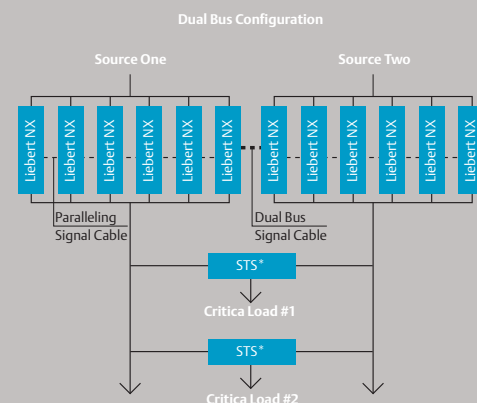 Dual Bus Configuration
Source One
Source Two
Liebert NX
Liebert NX
Liebert NX
Liebert NX
Liebert NX
Liebert NX
Liebert NX
Liebert NX
Liebert NX
Liebert NX
Liebert NX
Liebert NX
Paralleling
Signal Cable
Dual Bus
Signal Cable
STS*
Critica Load #1
STS*
Critica Load #2